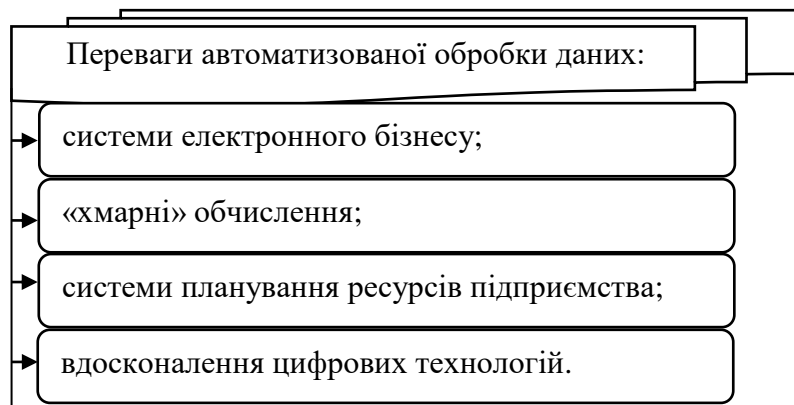 Переваги автоматизованої обробки даних:
системи електронного бізнесу;
«хмарні» обчислення;
системи планування ресурсів підприємства;
вдосконалення цифрових технологій.